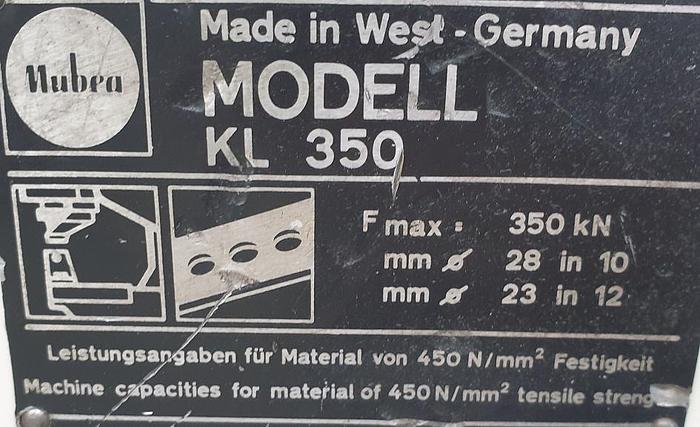 Mubea
Made in West-Germany
MODELL
KL 350
F max: 350 kN
mm ⌀ 28 in 10
mm ⌀ 23 in 12
Leistungsangaben für Material von 450 N/mm² Festigkeit
Machine capacities for material of 450 N/mm² tensile